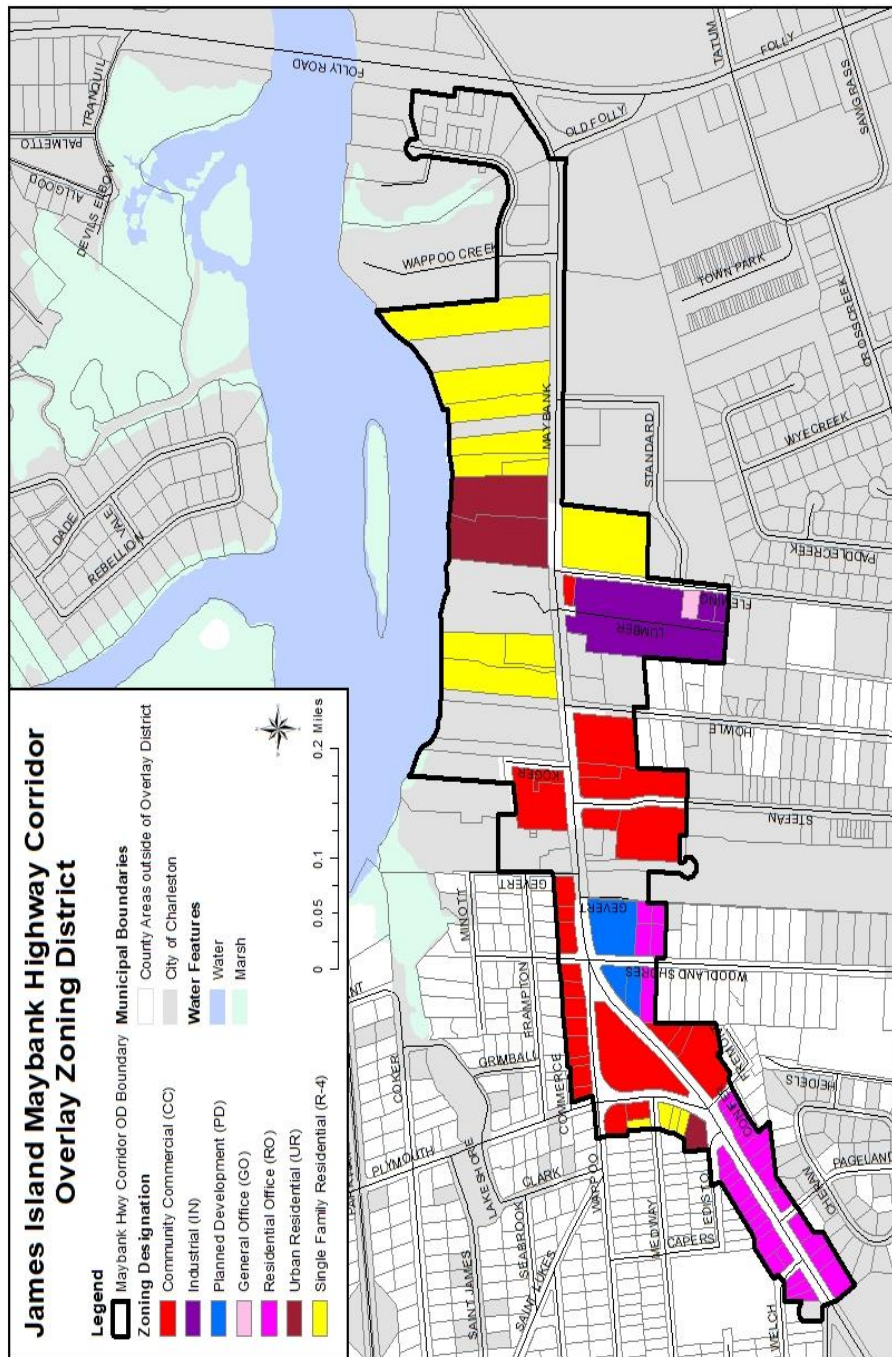 James Island Maybank Highway Corridor
Overlay Zoning District
Legend
Maybank Hwy Corridor OD Boundary
Zoning Designation
Community Commercial (CC)
Industrial (IN)
Planned Development (PD)
General Office (GO)
Residential Office (RO)
Urban Residential (UR)
Single Family Residential (R-4)
Municipal Boundaries
County Areas outside of Overlay District
City of Charleston
Water Features
Water
Marsh
0 0.05 0.1 0.2 Miles
PALMETTO
TRANQUIL
ALLGOOD
DEVILS ELBOW
FOLLY ROAD
DADE
VALE
REBELLION
WAPPOO CREEK
OLD FOLLY
TATUM
FOLLY
SAWGRASS
TOWN PARK
CROSSCREEK
WYECREEK
PADDLECREEK
MAYBANK
STANDARD
FLEMING
LUMBER
HOWLE
KOGER
STEFAN
GEVERT
GEVERT
MINOTT
FRAMPTON
GRIMBALL
COMMERCE
COKER
PLYMOUTH
LAKE SHORE
CLARK
SEABROOK
SAINT JAMES
SAINT LUKES
WAPPOO
MEDWAY
EDISTO
CAPERS
WELCH
WOODLAND SHORES
HEIDELS
CHERAW
PAGELAND